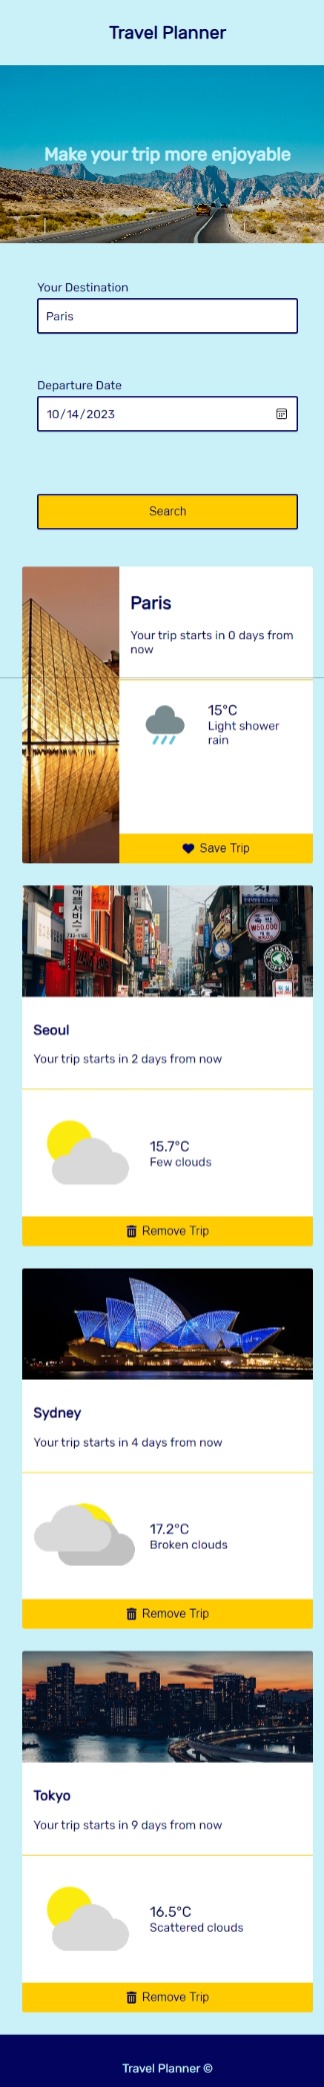 Travel Planner
Make your trip more enjoyable
Your Destination
Paris
Departure Date
10/14/2023
Search
Paris
Your trip starts in 0 days from
now
15°C
Light shower
rain
Save Trip
₩50,000
Seoul
Your trip starts in 2 days from now
15.7°C
Few clouds
Remove Trip
Sydney
Your trip starts in 4 days from now
17.2°C
Broken clouds
Remove Trip
Tokyo
Your trip starts in 9 days from now
16.5°C
Scattered clouds
Remove Trip
Travel Planner ©